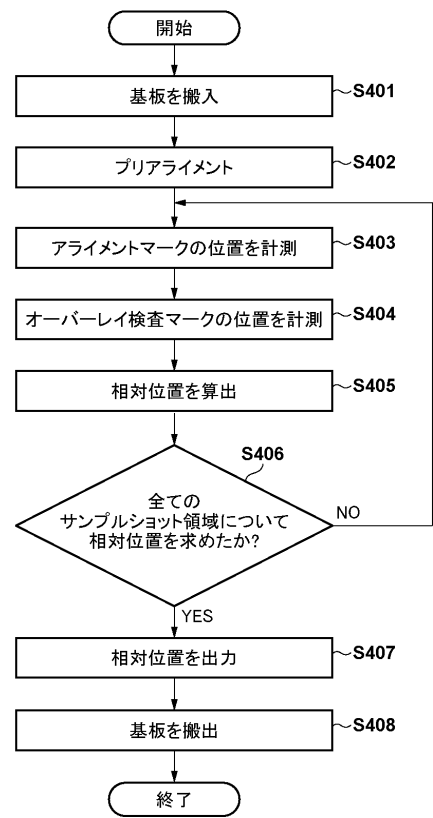 開始
基板を搬入
S401
プリアライメント
S402
アライメントマークの位置を計測
S403
オーバーレイ検査マークの位置を計測
S404
相対位置を算出
S405
S406
全ての
サンプルショット領域について
相対位置を求めたか?
NO
YES
相対位置を出力
S407
基板を搬出
S408
終了